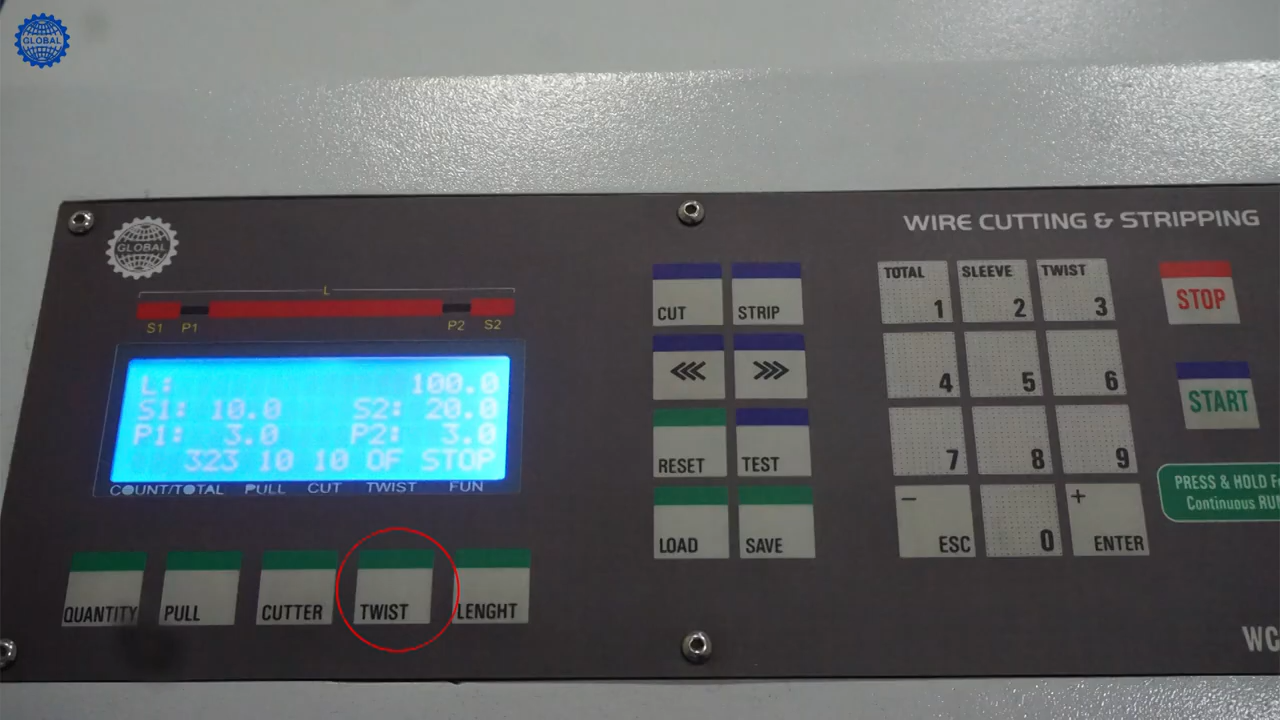 GLOBAL
GLOBAL
WIRE CUTTING & STRIPPING
L
S1 P1 P2 S2
L: 100.0
S1: 10.0 S2: 20.0
P1: 3.0 P2: 3.0
323 10 10 OF STOP
COUNT/TOTAL PULL CUT TWIST FUN
QUANTITY PULL CUTTER TWIST LENGHT
CUT STRIP
<<< >>>
RESET TEST
LOAD SAVE
TOTAL 1 SLEEVE 2 TWIST 3
4 5 6
7 8 9
- ESC 0 + ENTER
STOP
START
PRESS & HOLD
Continuous
WC